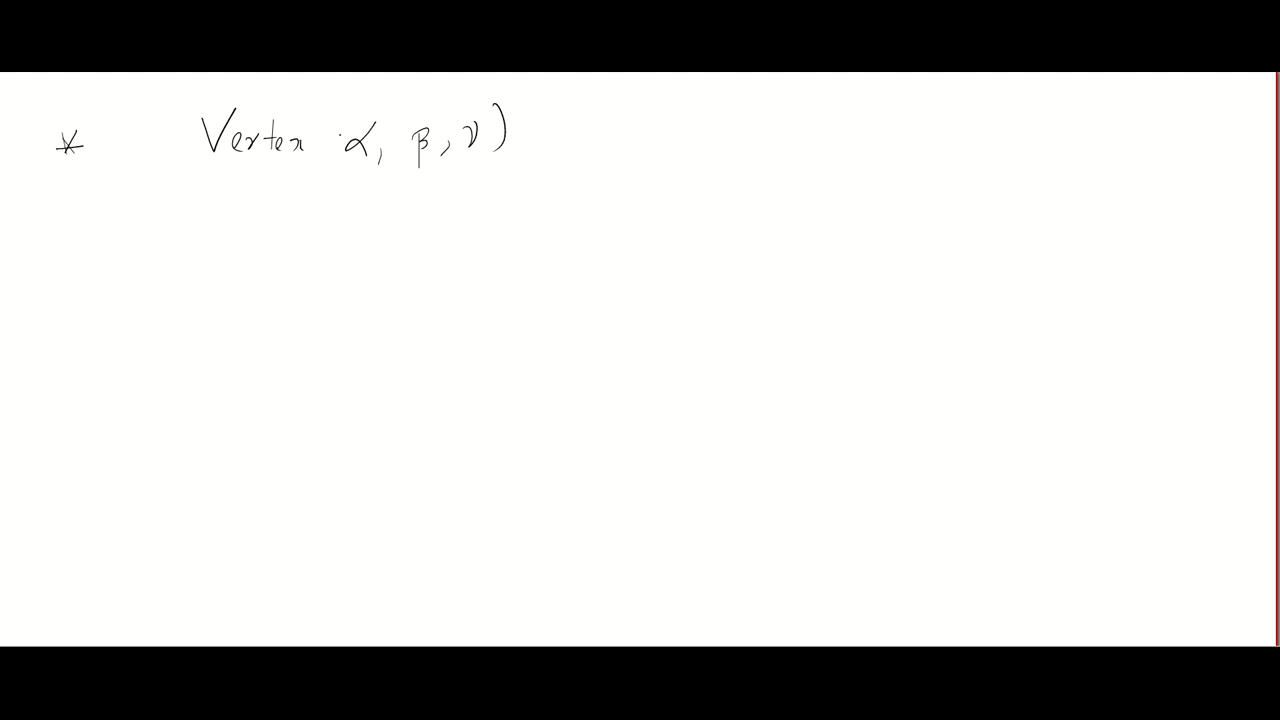 * Vertex α, β, ν)